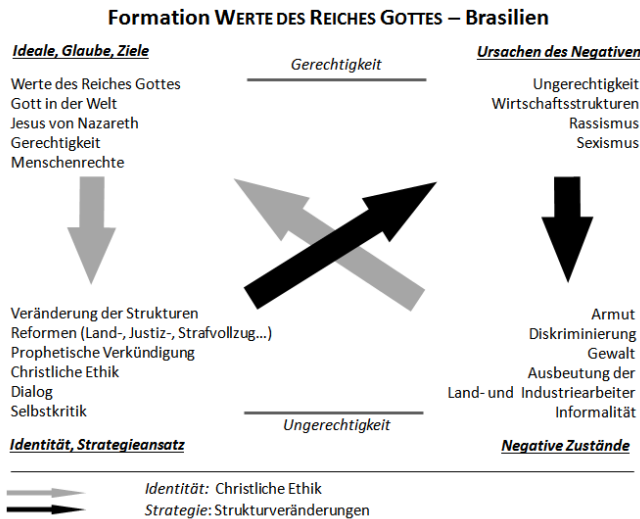 Formation WERTE DES REICHES GOTTES – Brasilien
Ideale, Glaube, Ziele
Werte des Reiches Gottes
Gott in der Welt
Jesus von Nazareth
Gerechtigkeit
Menschenrechte
Gerechtigkeit
Ursachen des Negativen
Ungerechtigkeit
Wirtschaftsstrukturen
Rassismus
Sexismus
Veränderung der Strukturen
Reformen (Land-, Justiz-, Strafvollzug...)
Prophetische Verkündigung
Christliche Ethik
Dialog
Selbstkritik
Identität, Strategieansatz
Ungerechtigkeit
Armut
Diskriminierung
Gewalt
Ausbeutung der
Land- und Industriearbeiter
Informalität
Negative Zustände
Identität: Christliche Ethik
Strategie: Strukturveränderungen